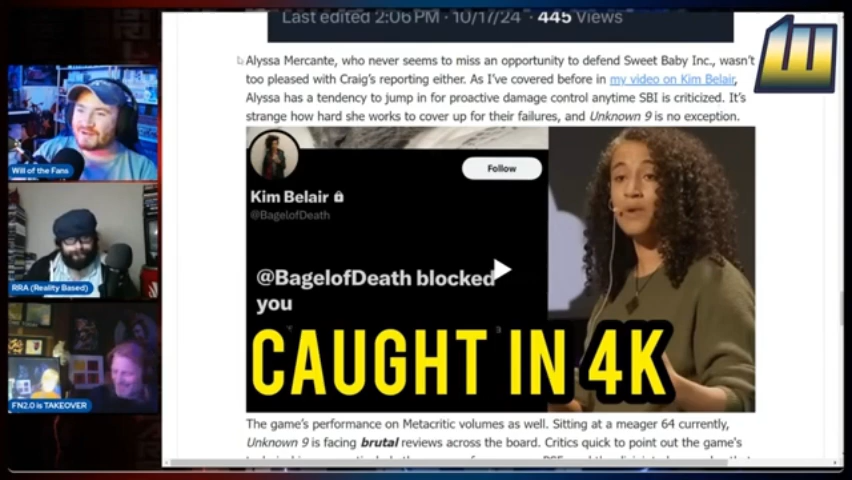 Last edited 2:06 PM · 10/17/24 · 445 Views
Alyssa Mercante, who never seems to miss an opportunity to defend Sweet Baby Inc., wasn't
too pleased with Craig's reporting either. As I've covered before in my video on Kim Belair,
Alyssa has a tendency to jump in for proactive damage control anytime SBI is criticized. It's
strange how hard she works to cover up for their failures, and Unknown 9 is no exception.
Follow
Kim Belair
@BagelofDeath
@BagelofDeath blocked
you
CAUGHT IN 4K
The game's performance on Metacritic volumes as well. Sitting at a meager 64 currently,
Unknown 9 is facing brutal reviews across the board. Critics quick to point out the game's
Will of the Fans
RRA (Reality Based)
FN2.0 is TAKEOVER